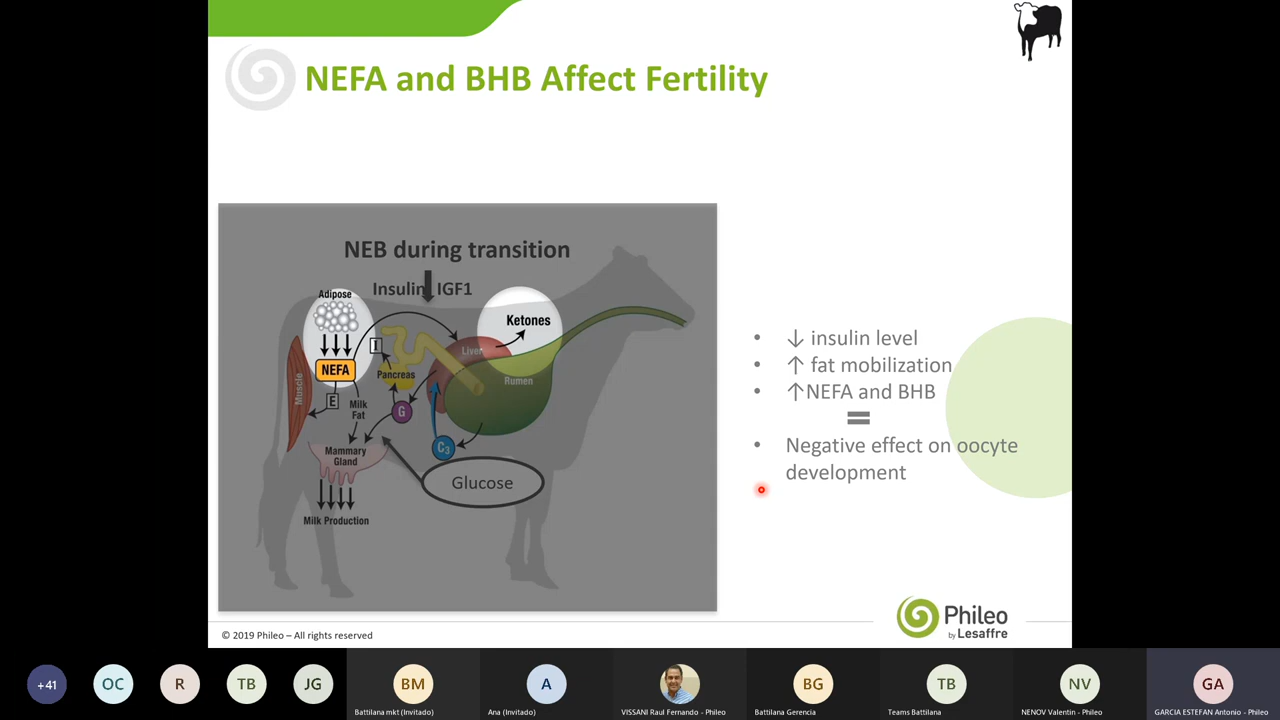 NEFA and BHB Affect Fertility
NEB during transition
Insulin IGF1
Adipose
Ketones
I
Liver
NEFA
Pancreas
Rumen
Muscle
E
Milk
Fat
G
C3
Mammary
Gland
Glucose
Milk Production
• ↓ insulin level
• ↑ fat mobilization
• ↑NEFA and BHB
=
• Negative effect on oocyte
development
© 2019 Phileo – All rights reserved
Phileo
by Lesaffre
+41
OC
R
TB
JG
BM
Battilana mkt (Invitado)
A
Ana (Invitado)
VISSANI Raul Fernando - Phileo
BG
Battilana Gerencia
TB
Teams Battilana
NV
NENOV Valentin - Phileo
GA
GARCIA ESTEFAN Antonio - Phileo